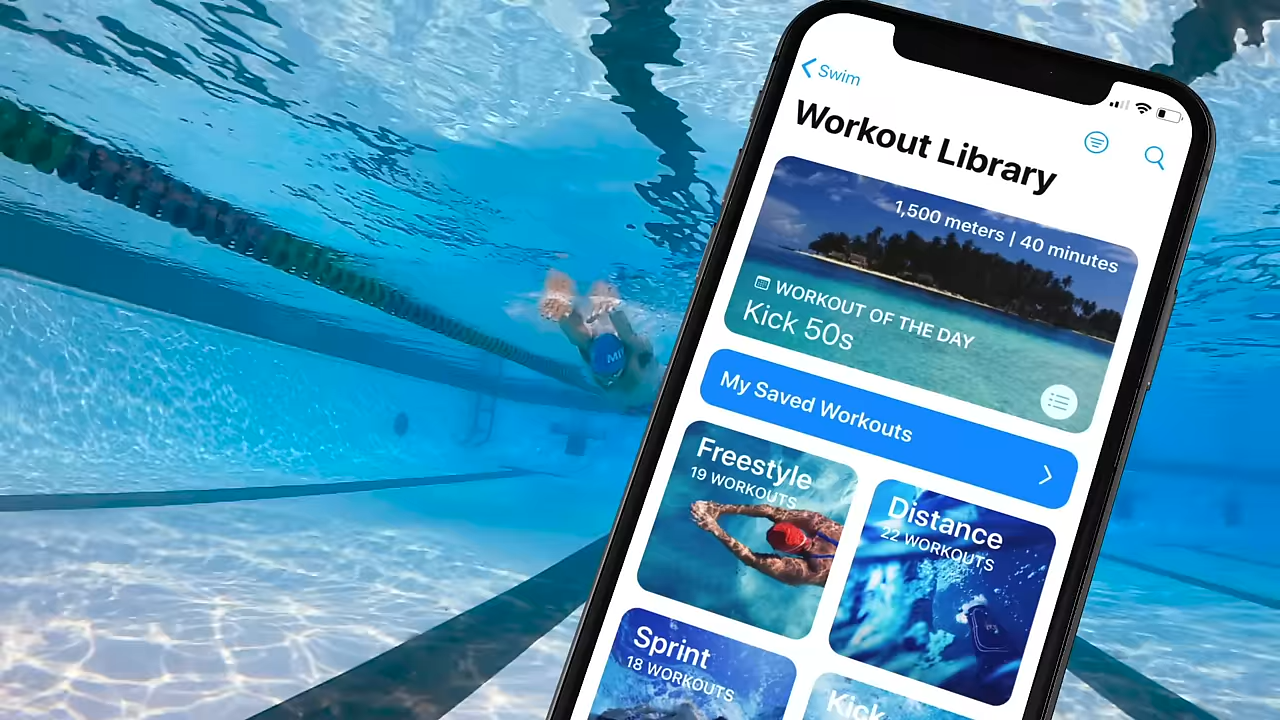 Swim
Workout Library
1,500 meters | 40 minutes
WORKOUT OF THE DAY
Kick 50s
My Saved Workouts
Freestyle
19 WORKOUTS
Distance
22 WORKOUTS
Sprint
18 WORKOUTS
Kick